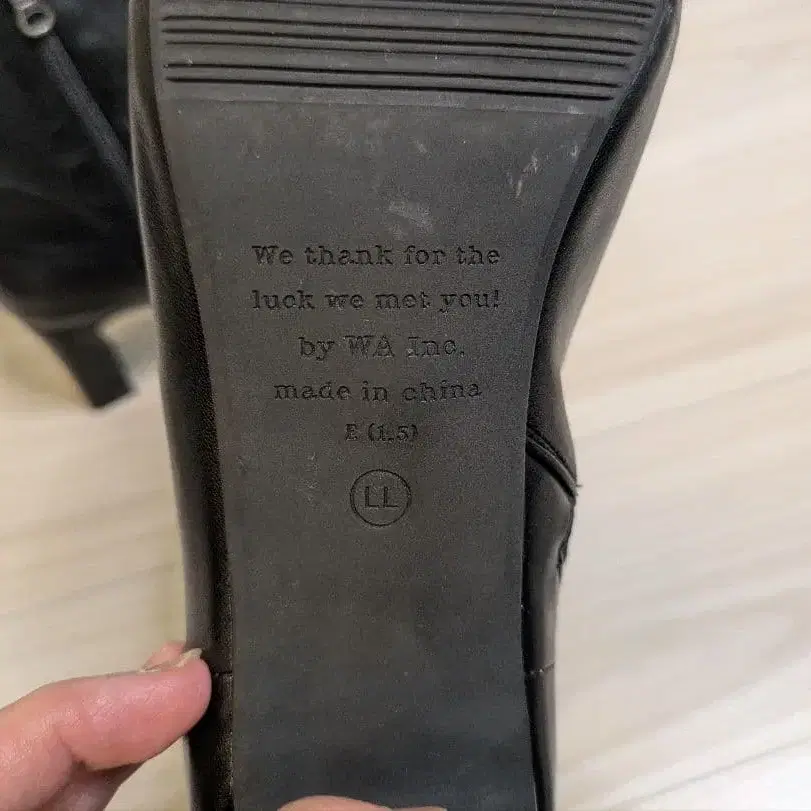 We thank for the
luck we met you!
by WA Inc.
made in china
E (1.5)
LL